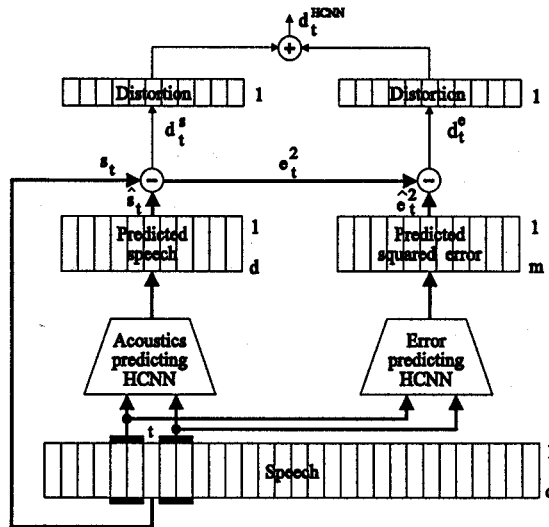 d_t^HCNN
+
Distortion 1
Distortion 1
d_t^s
d_t^e
s_t
−
e_t^2
−
ŝ_t
ê_t^2
Predicted speech
1
d
Predicted squared error
1
m
Acoustics predicting HCNN
Error predicting HCNN
t
Speech